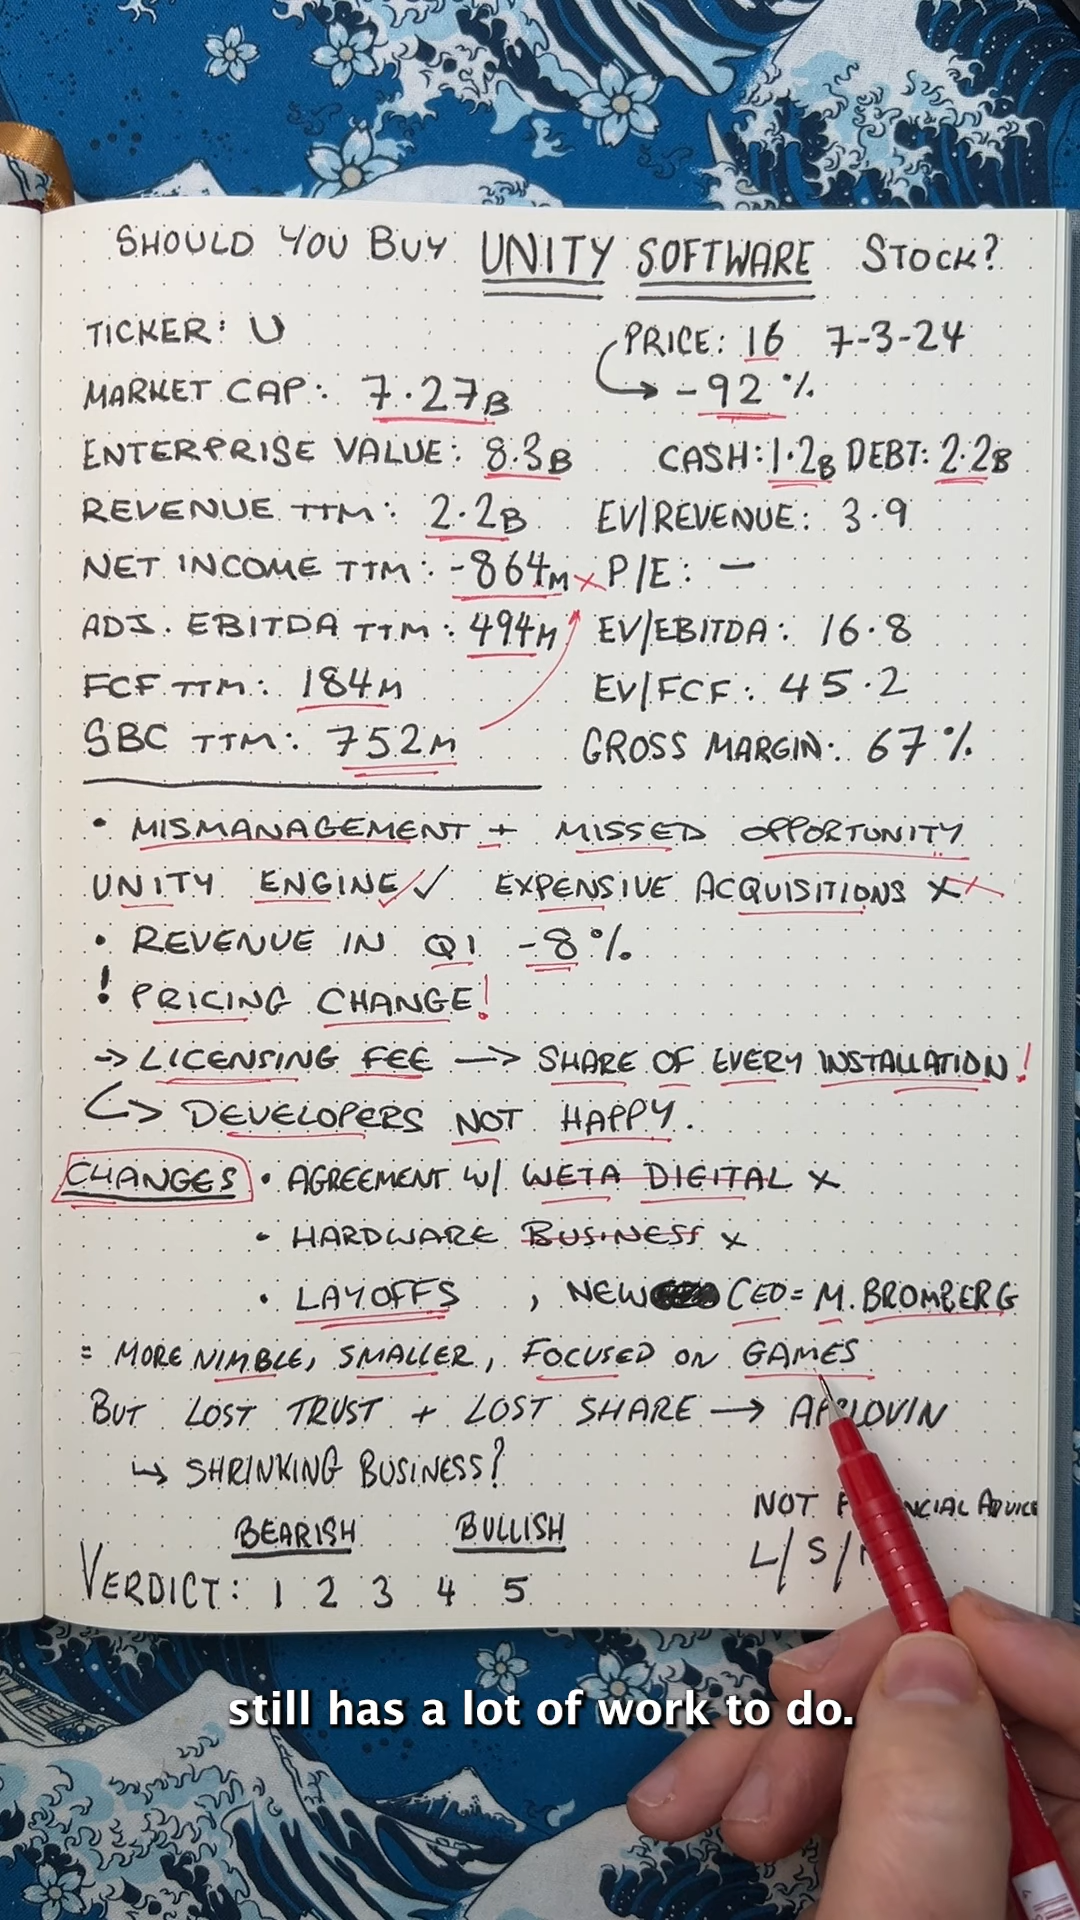 SHOULD YOU BUY UNITY SOFTWARE STOCK?
TICKER: U
PRICE: 16 7-3-24
MARKET CAP: 7.27B
-92%
ENTERPRISE VALUE: 8.3B CASH: 1.2B DEBT: 2.2B
REVENUE TTM: 2.2B EV/REVENUE: 3.9
NET INCOME TTM: -864M x P/E: —
ADJ. EBITDA TTM: 494M EV/EBITDA: 16.8
FCF TTM: 184M EV/FCF: 45.2
SBC TTM: 752M GROSS MARGIN: 67%
• MISMANAGEMENT + MISSED OPPORTUNITY
UNITY ENGINE ✓ EXPENSIVE ACQUISITIONS x
• REVENUE IN Q1 -8%
! PRICING CHANGE!
→ LICENSING FEE → SHARE OF EVERY INSTALLATION!
↳ DEVELOPERS NOT HAPPY.
CHANGES • AGREEMENT W/ WETA DIGITAL x
• HARDWARE BUSINESS x
• LAYOFFS , NEW CEO = M. BROMBERG
= MORE NIMBLE, SMALLER, FOCUSED ON GAMES
BUT LOST TRUST + LOST SHARE → APPLOVIN
↳ SHRINKING BUSINESS?
NOT ADVICE
BEARISH BULLISH
L/S/
VERDICT: 1 2 3 4 5
still has a lot of work to do.